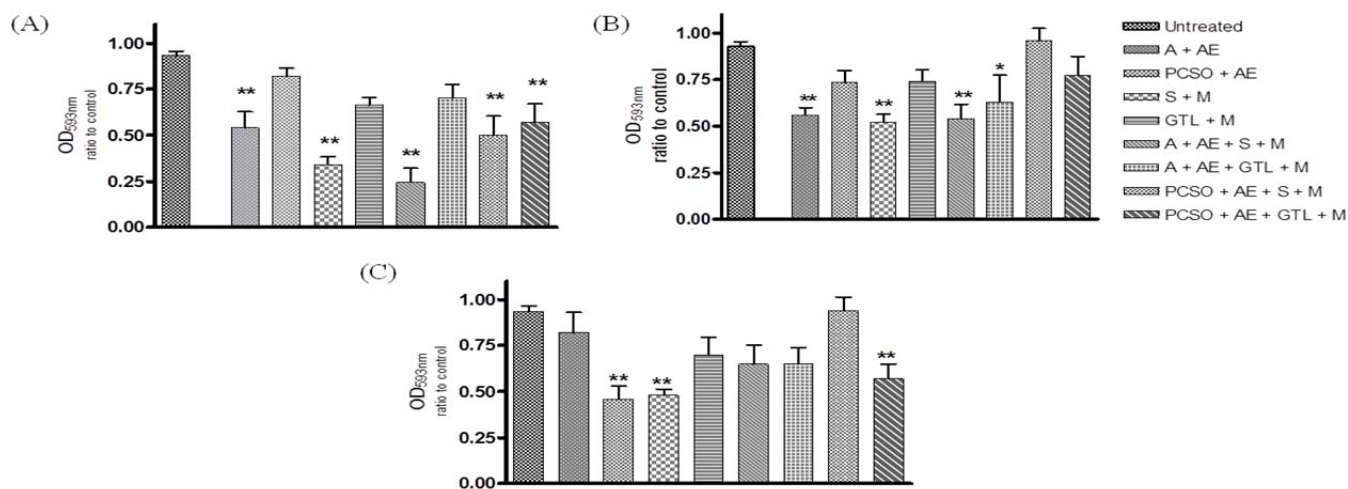 (A)
1.00
0.75
0.50
0.25
0.00
OD593nm
ratio to control
**
**
**
**
**
(B)
1.00
0.75
0.50
0.25
0.00
OD593nm
ratio to control
**
**
**
*
Untreated
A + AE
PCSO + AE
S + M
GTL + M
A + AE + S + M
A + AE + GTL + M
PCSO + AE + S + M
PCSO + AE + GTL + M
(C)
1.00
0.75
0.50
0.25
0.00
OD593nm
ratio to control
**
**
**